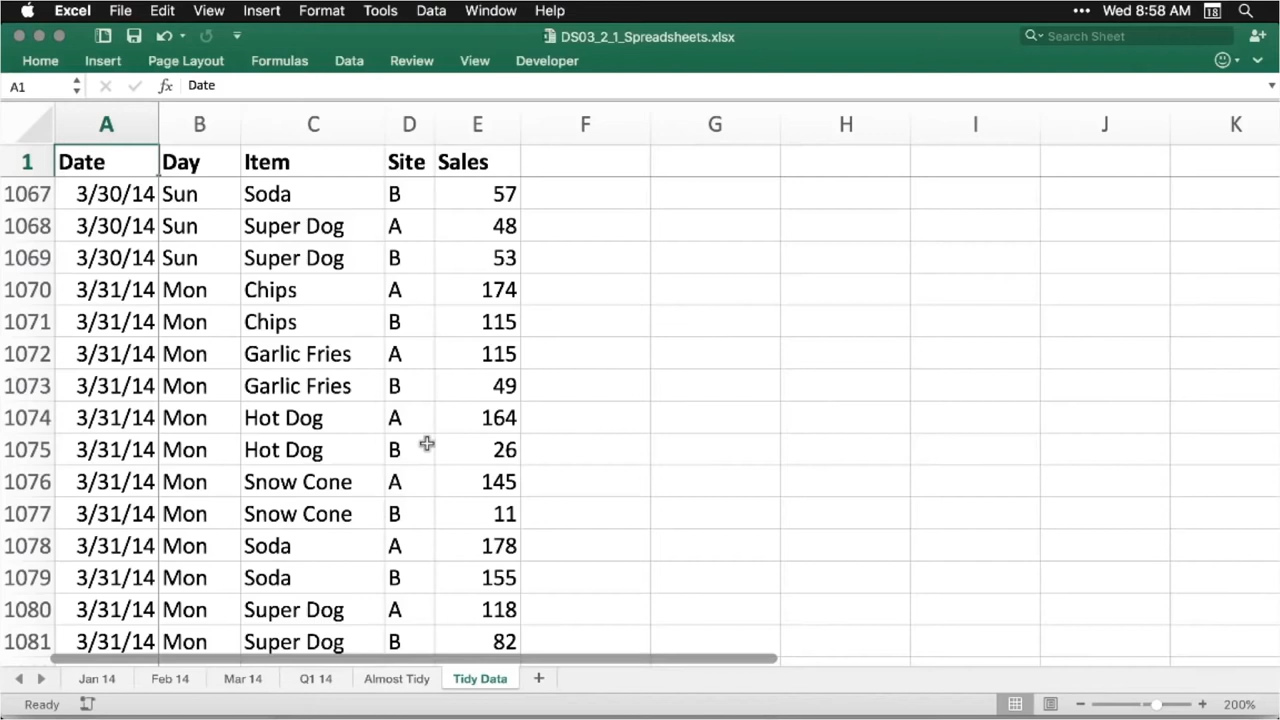 Excel File Edit View Insert Format Tools Data Window Help ••• Wed 8:58 AM 18
DS03_2_1_Spreadsheets.xlsx Search Sheet
Home Insert Page Layout Formulas Data Review View Developer
A1 fx Date
A B C D E F G H I J K
1 Date Day Item Site Sales
1067 3/30/14 Sun Soda B 57
1068 3/30/14 Sun Super Dog A 48
1069 3/30/14 Sun Super Dog B 53
1070 3/31/14 Mon Chips A 174
1071 3/31/14 Mon Chips B 115
1072 3/31/14 Mon Garlic Fries A 115
1073 3/31/14 Mon Garlic Fries B 49
1074 3/31/14 Mon Hot Dog A 164
1075 3/31/14 Mon Hot Dog B 26
1076 3/31/14 Mon Snow Cone A 145
1077 3/31/14 Mon Snow Cone B 11
1078 3/31/14 Mon Soda A 178
1079 3/31/14 Mon Soda B 155
1080 3/31/14 Mon Super Dog A 118
1081 3/31/14 Mon Super Dog B 82
Jan 14 Feb 14 Mar 14 Q1 14 Almost Tidy Tidy Data +
Ready 200%